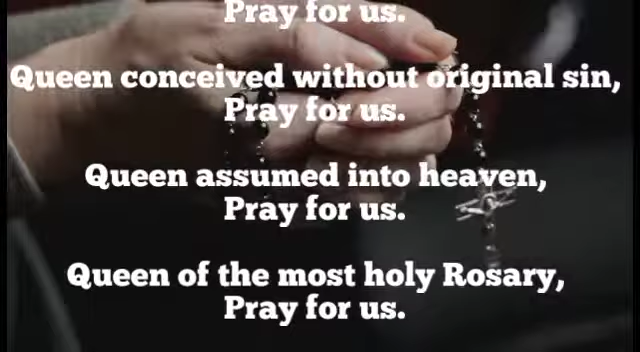 Pray for us.
Queen conceived without original sin,
Pray for us.
Queen assumed into heaven,
Pray for us.
Queen of the most holy Rosary,
Pray for us.